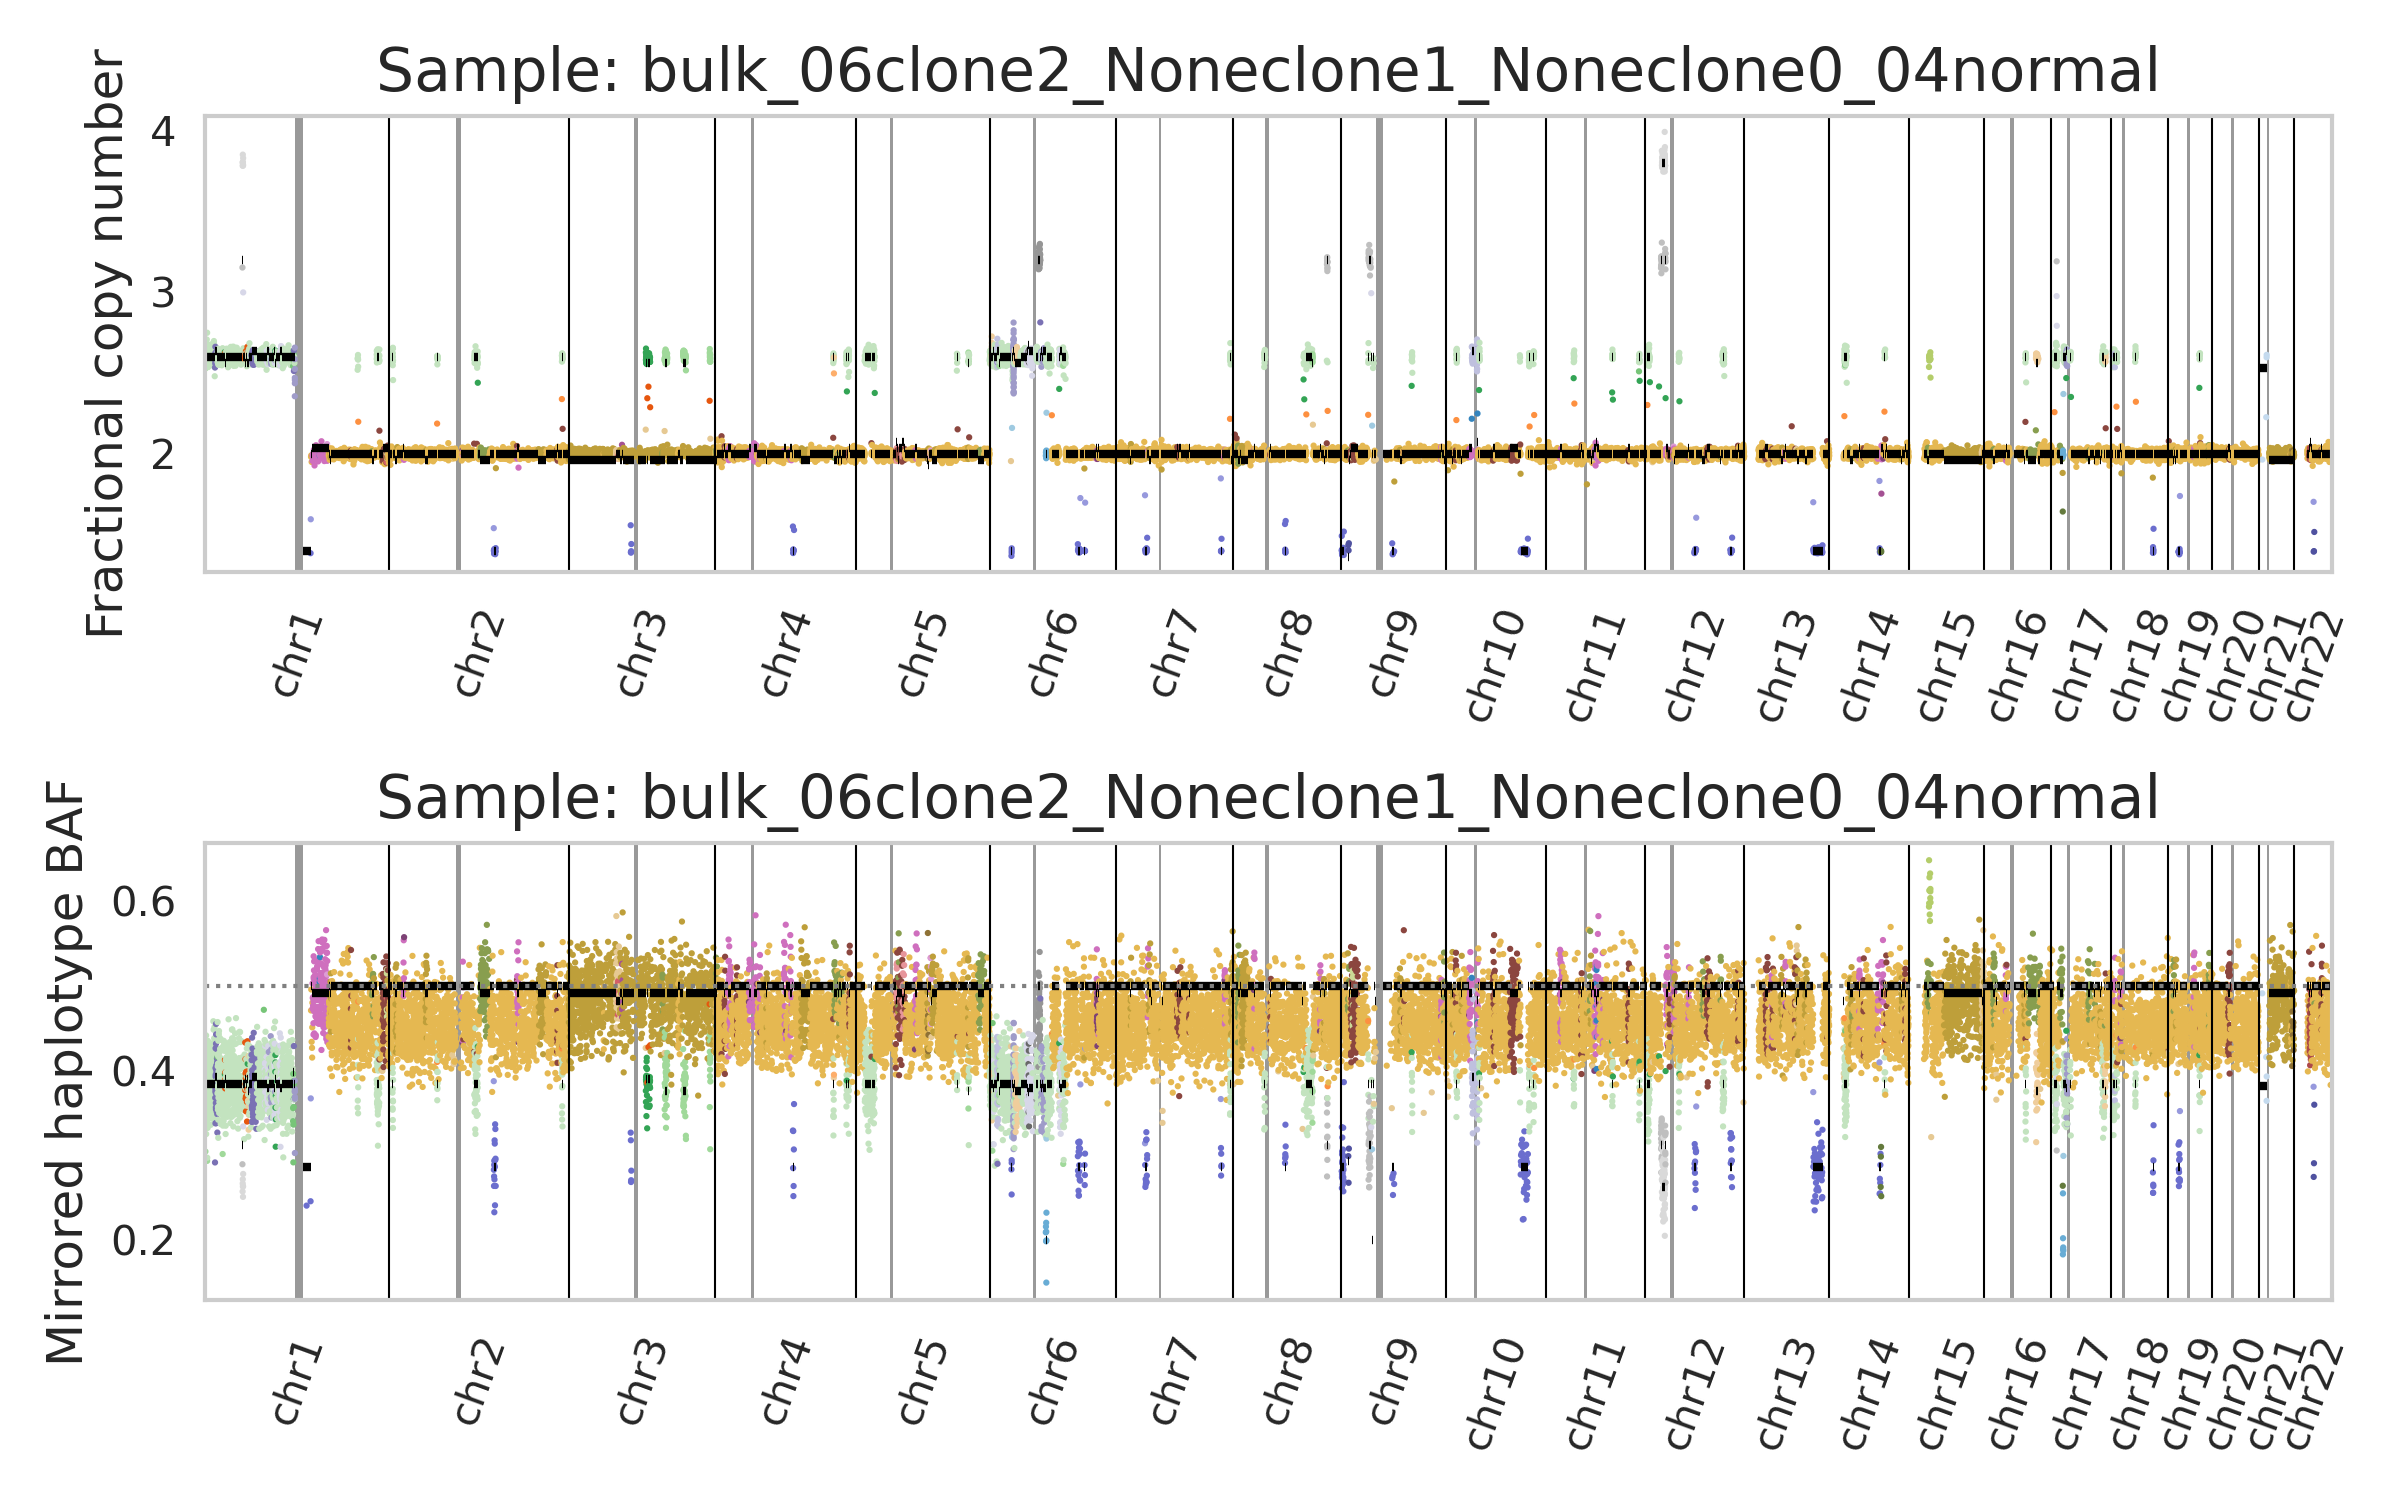 Sample: bulk_06clone2_Noneclone1_Noneclone0_04normal
Fractional copy number
4
3
2
chr1
chr2
chr3
chr4
chr5
chr6
chr7
chr8
chr9
chr10
chr11
chr12
chr13
chr14
chr15
chr16
chr17
chr18
chr19
chr20
chr21
chr22
Sample: bulk_06clone2_Noneclone1_Noneclone0_04normal
Mirrored haplotype BAF
0.6
0.4
0.2
chr1
chr2
chr3
chr4
chr5
chr6
chr7
chr8
chr9
chr10
chr11
chr12
chr13
chr14
chr15
chr16
chr17
chr18
chr19
chr20
chr21
chr22